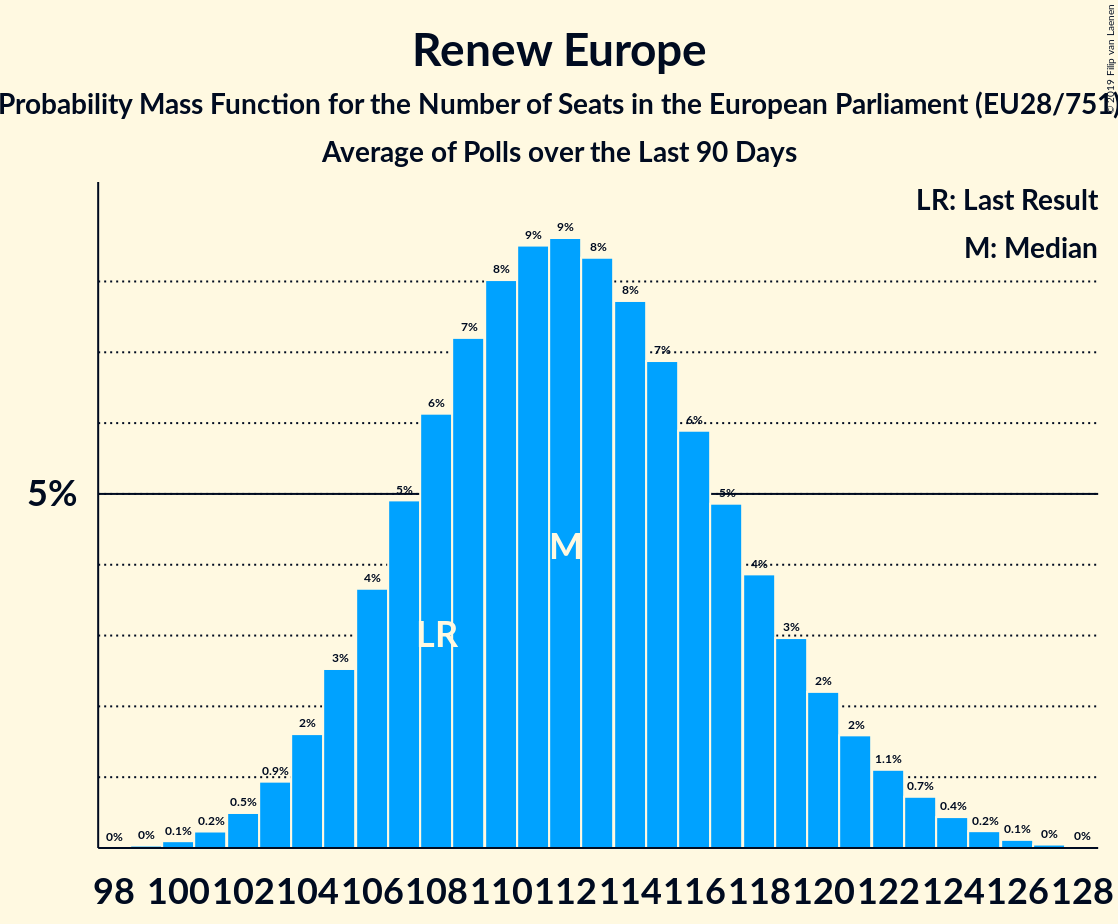 Renew Europe
Probability Mass Function for the Number of Seats in the European Parliament (EU28/751)
Average of Polls over the Last 90 Days
© 2019 Filip van Laenen
LR: Last Result
M: Median
5%
0% 0% 0.1% 0.2% 0.5% 0.9% 2% 3% 4% 5% 6% 7% 8% 9% 9% 8% 8% 7% 6% 5% 4% 3% 2% 2% 1.1% 0.7% 0.4% 0.2% 0.1% 0% 0%
M
LR
98 100 102 104 106 108 110 112 114 116 118 120 122 124 126 128